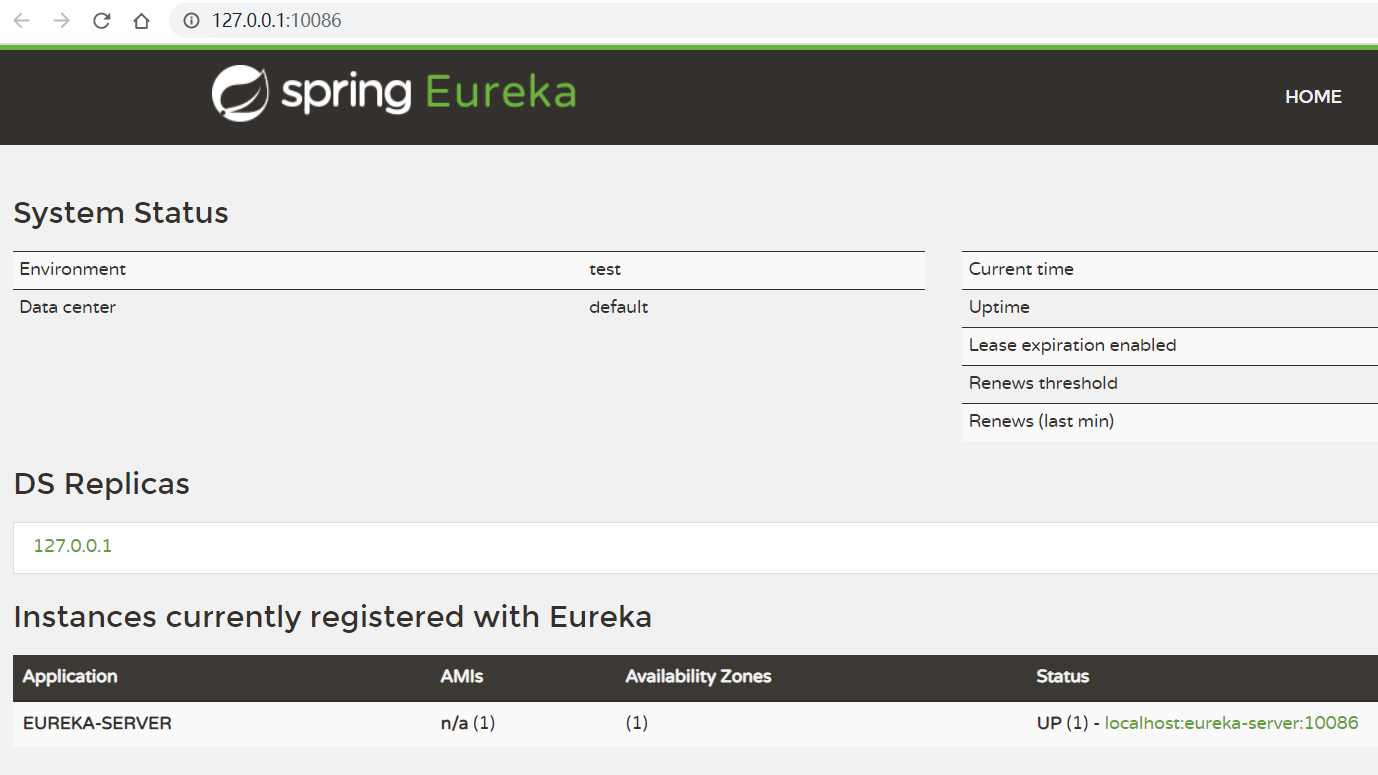 127.0.0.1:10086
spring Eureka
HOME
System Status
Environment test
Data center default
Current time
Uptime
Lease expiration enabled
Renews threshold
Renews (last min)
DS Replicas
127.0.0.1
Instances currently registered with Eureka
Application AMIs Availability Zones Status
EUREKA-SERVER n/a (1) (1) UP (1) - localhost:eureka-server:10086